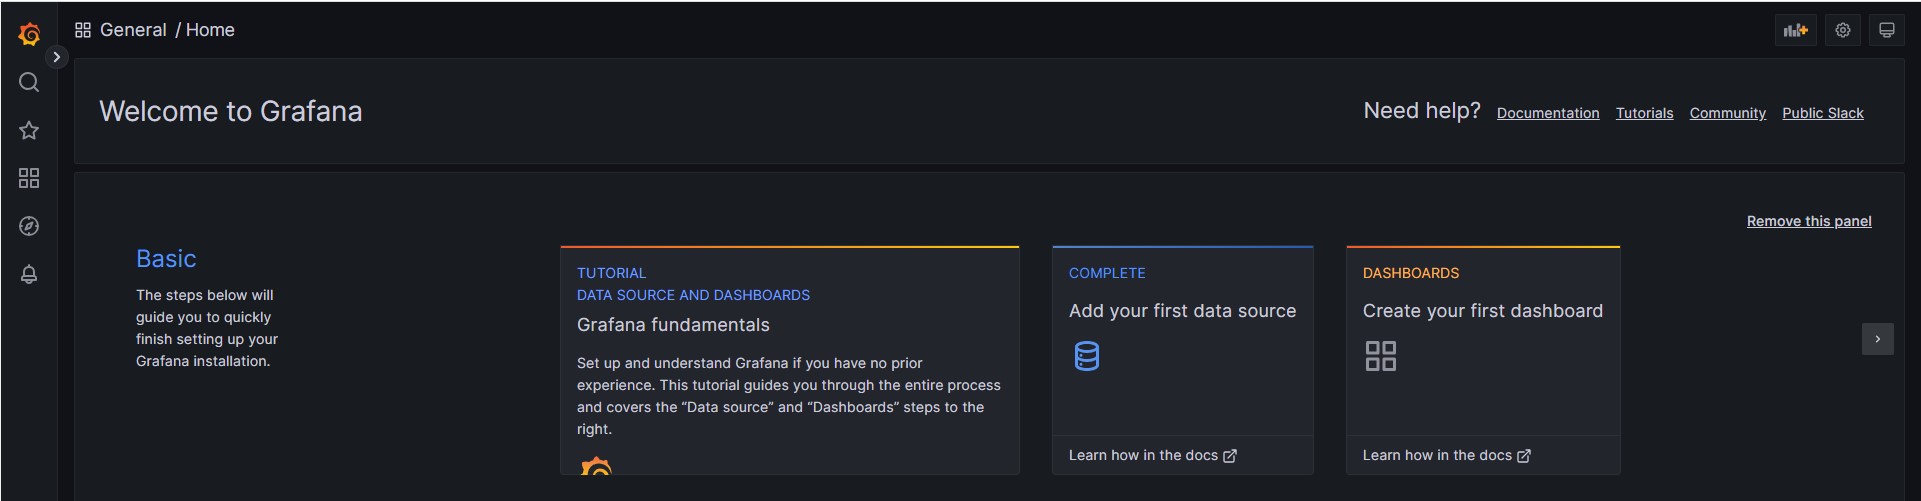 General / Home
Welcome to Grafana
Need help? Documentation Tutorials Community Public Slack
Remove this panel
Basic
The steps below will
guide you to quickly
finish setting up your
Grafana installation.
TUTORIAL
DATA SOURCE AND DASHBOARDS
Grafana fundamentals
Set up and understand Grafana if you have no prior
experience. This tutorial guides you through the entire process
and covers the “Data source” and “Dashboards” steps to the
right.
COMPLETE
Add your first data source
Learn how in the docs
DASHBOARDS
Create your first dashboard
Learn how in the docs